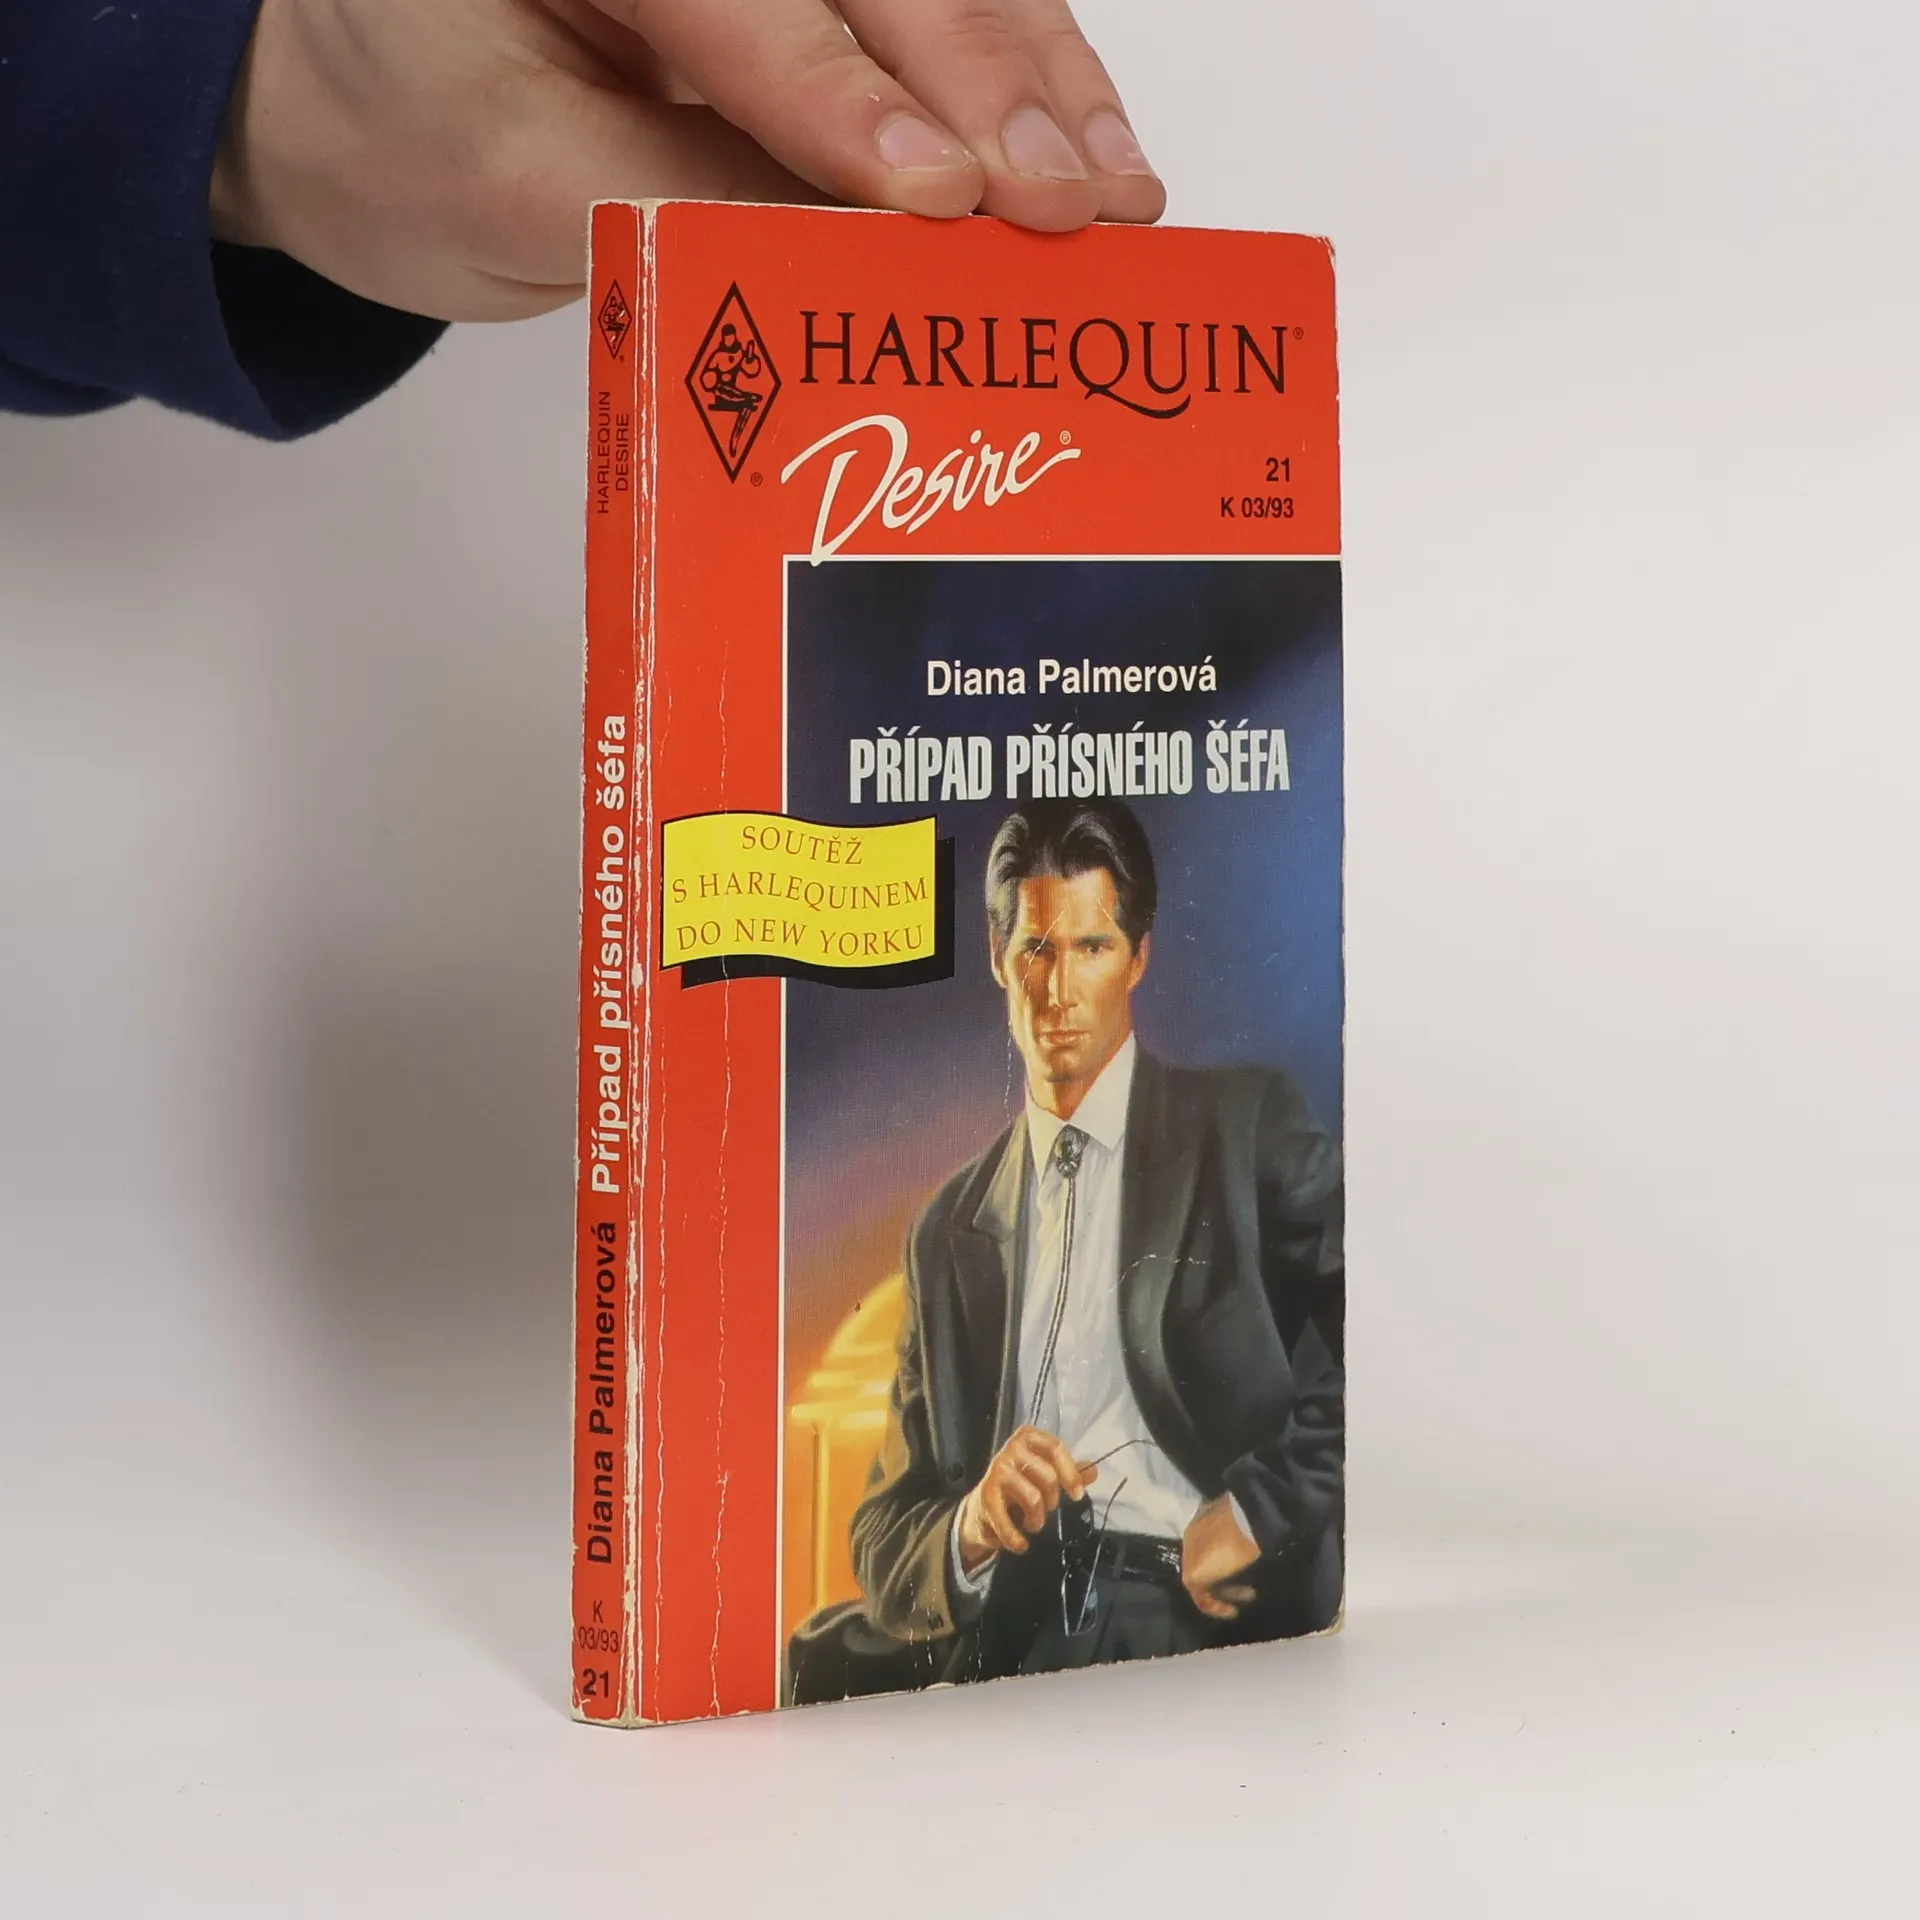 HARLEQUIN®
Desire®
21
K 03/93
Diana Palmerová
PŘÍPAD PŘÍSNÉHO ŠÉFA
SOUTĚŽ
S HARLEQUINEM
DO NEW YORKU
HARLEQUIN
DESIRE
Diana Palmerová Případ přísného šéfa
K
03/93
21